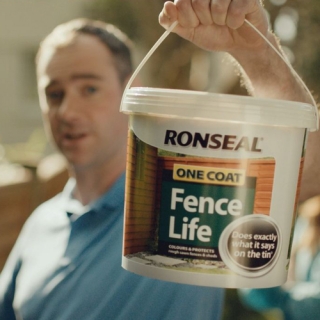 RONSEAL
ONE COAT
Fence
Life
COLOURS & PROTECTS
rough sawn fences & sheds
Does exactly
what it says
on the tin